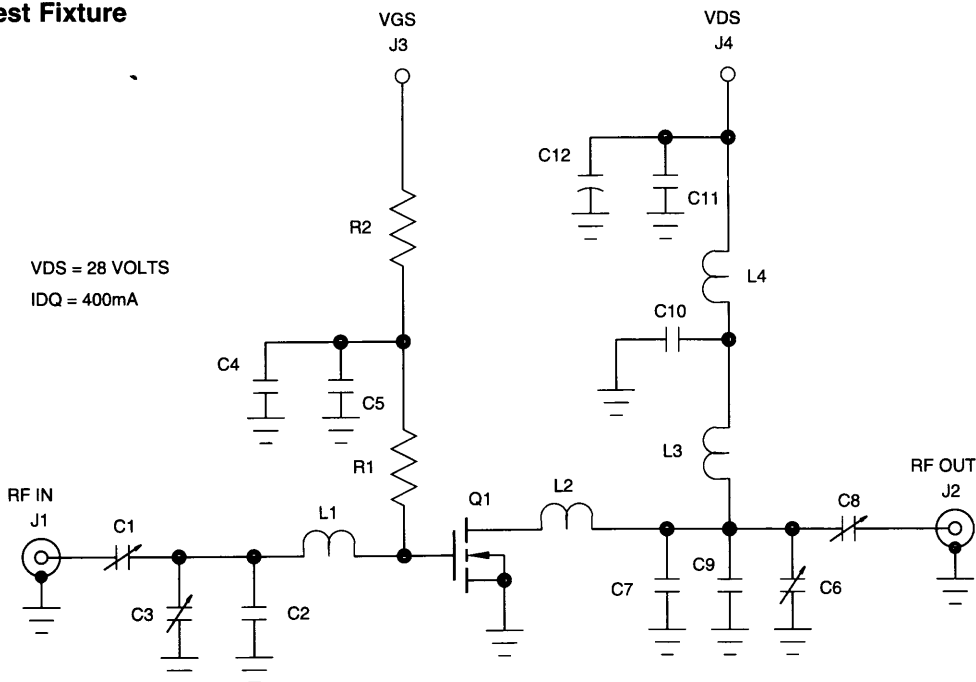 est Fixture
VGS
J3
VDS
J4
C12
C11
R2
VDS = 28 VOLTS
IDQ = 400mA
L4
C10
C4
C5
R1
L3
RF IN
J1
C1
L1
Q1
L2
C8
RF OUT
J2
C3
C2
C7
C9
C6